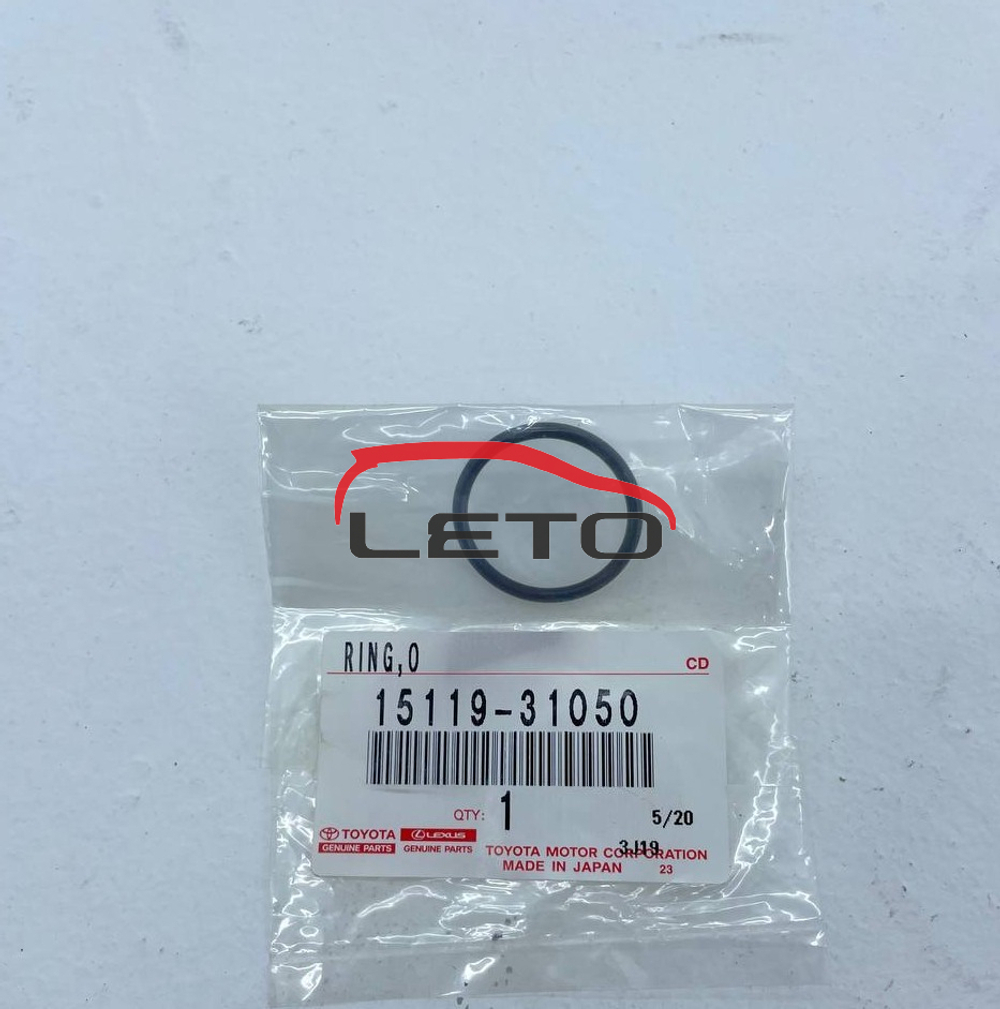 LETO
RING,O
CD
15119-31050
QTY: 1
5/20
TOYOTA
LEXUS
3J19
GENUINE PARTS
GENUINE PARTS
TOYOTA MOTOR CORPORATION
MADE IN JAPAN
23